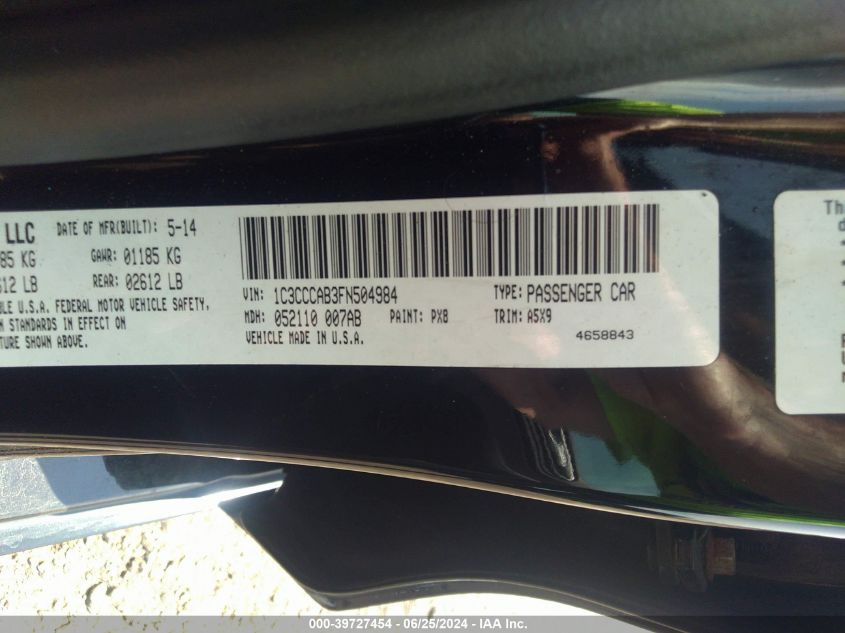 LLC DATE OF MFR(BUILT): 5-14
85 KG GAWR: 01185 KG
612 LB REAR: 02612 LB
U.S.A. FEDERAL MOTOR VEHICLE SAFETY,
STANDARDS IN EFFECT ON
SHOWN ABOVE.
VIN: 1C3CCCAB3FN504984 TYPE: PASSENGER CAR
MDH: 052110 007AB PAINT: PX8 TRIM: A5X9
VEHICLE MADE IN U.S.A. 4658843
000-39727454 - 06/25/2024 - IAA Inc.